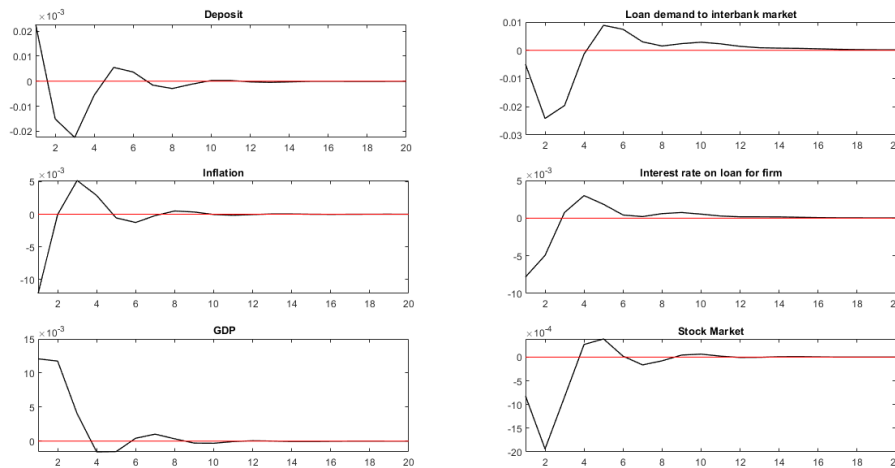 ×10^-3 Deposit
0.02
0.01
0
-0.01
-0.02
2 4 6 8 10 12 14 16 18 20
Loan demand to interbank market
0.01
0
-0.01
-0.02
-0.03
2 4 6 8 10 12 14 16 18 20
×10^-3 Inflation
5
0
-5
-10
2 4 6 8 10 12 14 16 18 20
×10^-3 Interest rate on loan for firm
5
0
-5
-10
2 4 6 8 10 12 14 16 18 20
×10^-3 GDP
15
10
5
0
2 4 6 8 10 12 14 16 18 20
×10^-4 Stock Market
0
-5
-10
-15
-20
2 4 6 8 10 12 14 16 18 20